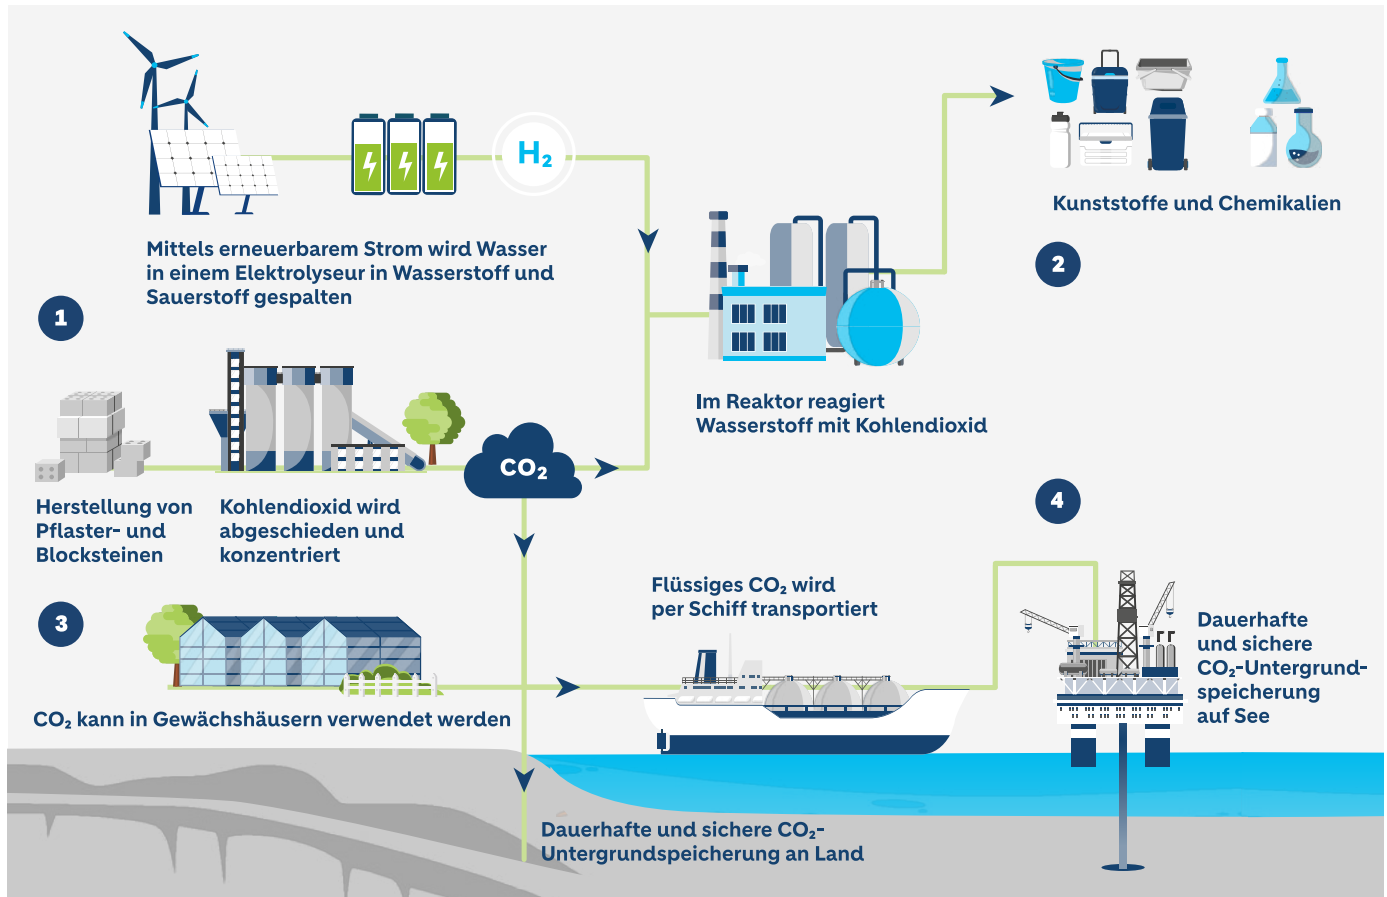 H₂
Mittels erneuerbarem Strom wird Wasser
in einem Elektrolyseur in Wasserstoff und
Sauerstoff gespalten
1
Kunststoffe und Chemikalien
2
Im Reaktor reagiert
Wasserstoff mit Kohlendioxid
CO₂
Herstellung von
Pflaster- und
Blocksteinen
Kohlendioxid wird
abgeschieden und
konzentriert
3
CO₂ kann in Gewächshäusern verwendet werden
Flüssiges CO₂ wird
per Schiff transportiert
4
Dauerhafte
und sichere
CO₂-Untergrund-
speicherung
auf See
Dauerhafte und sichere CO₂-
Untergrundspeicherung an Land